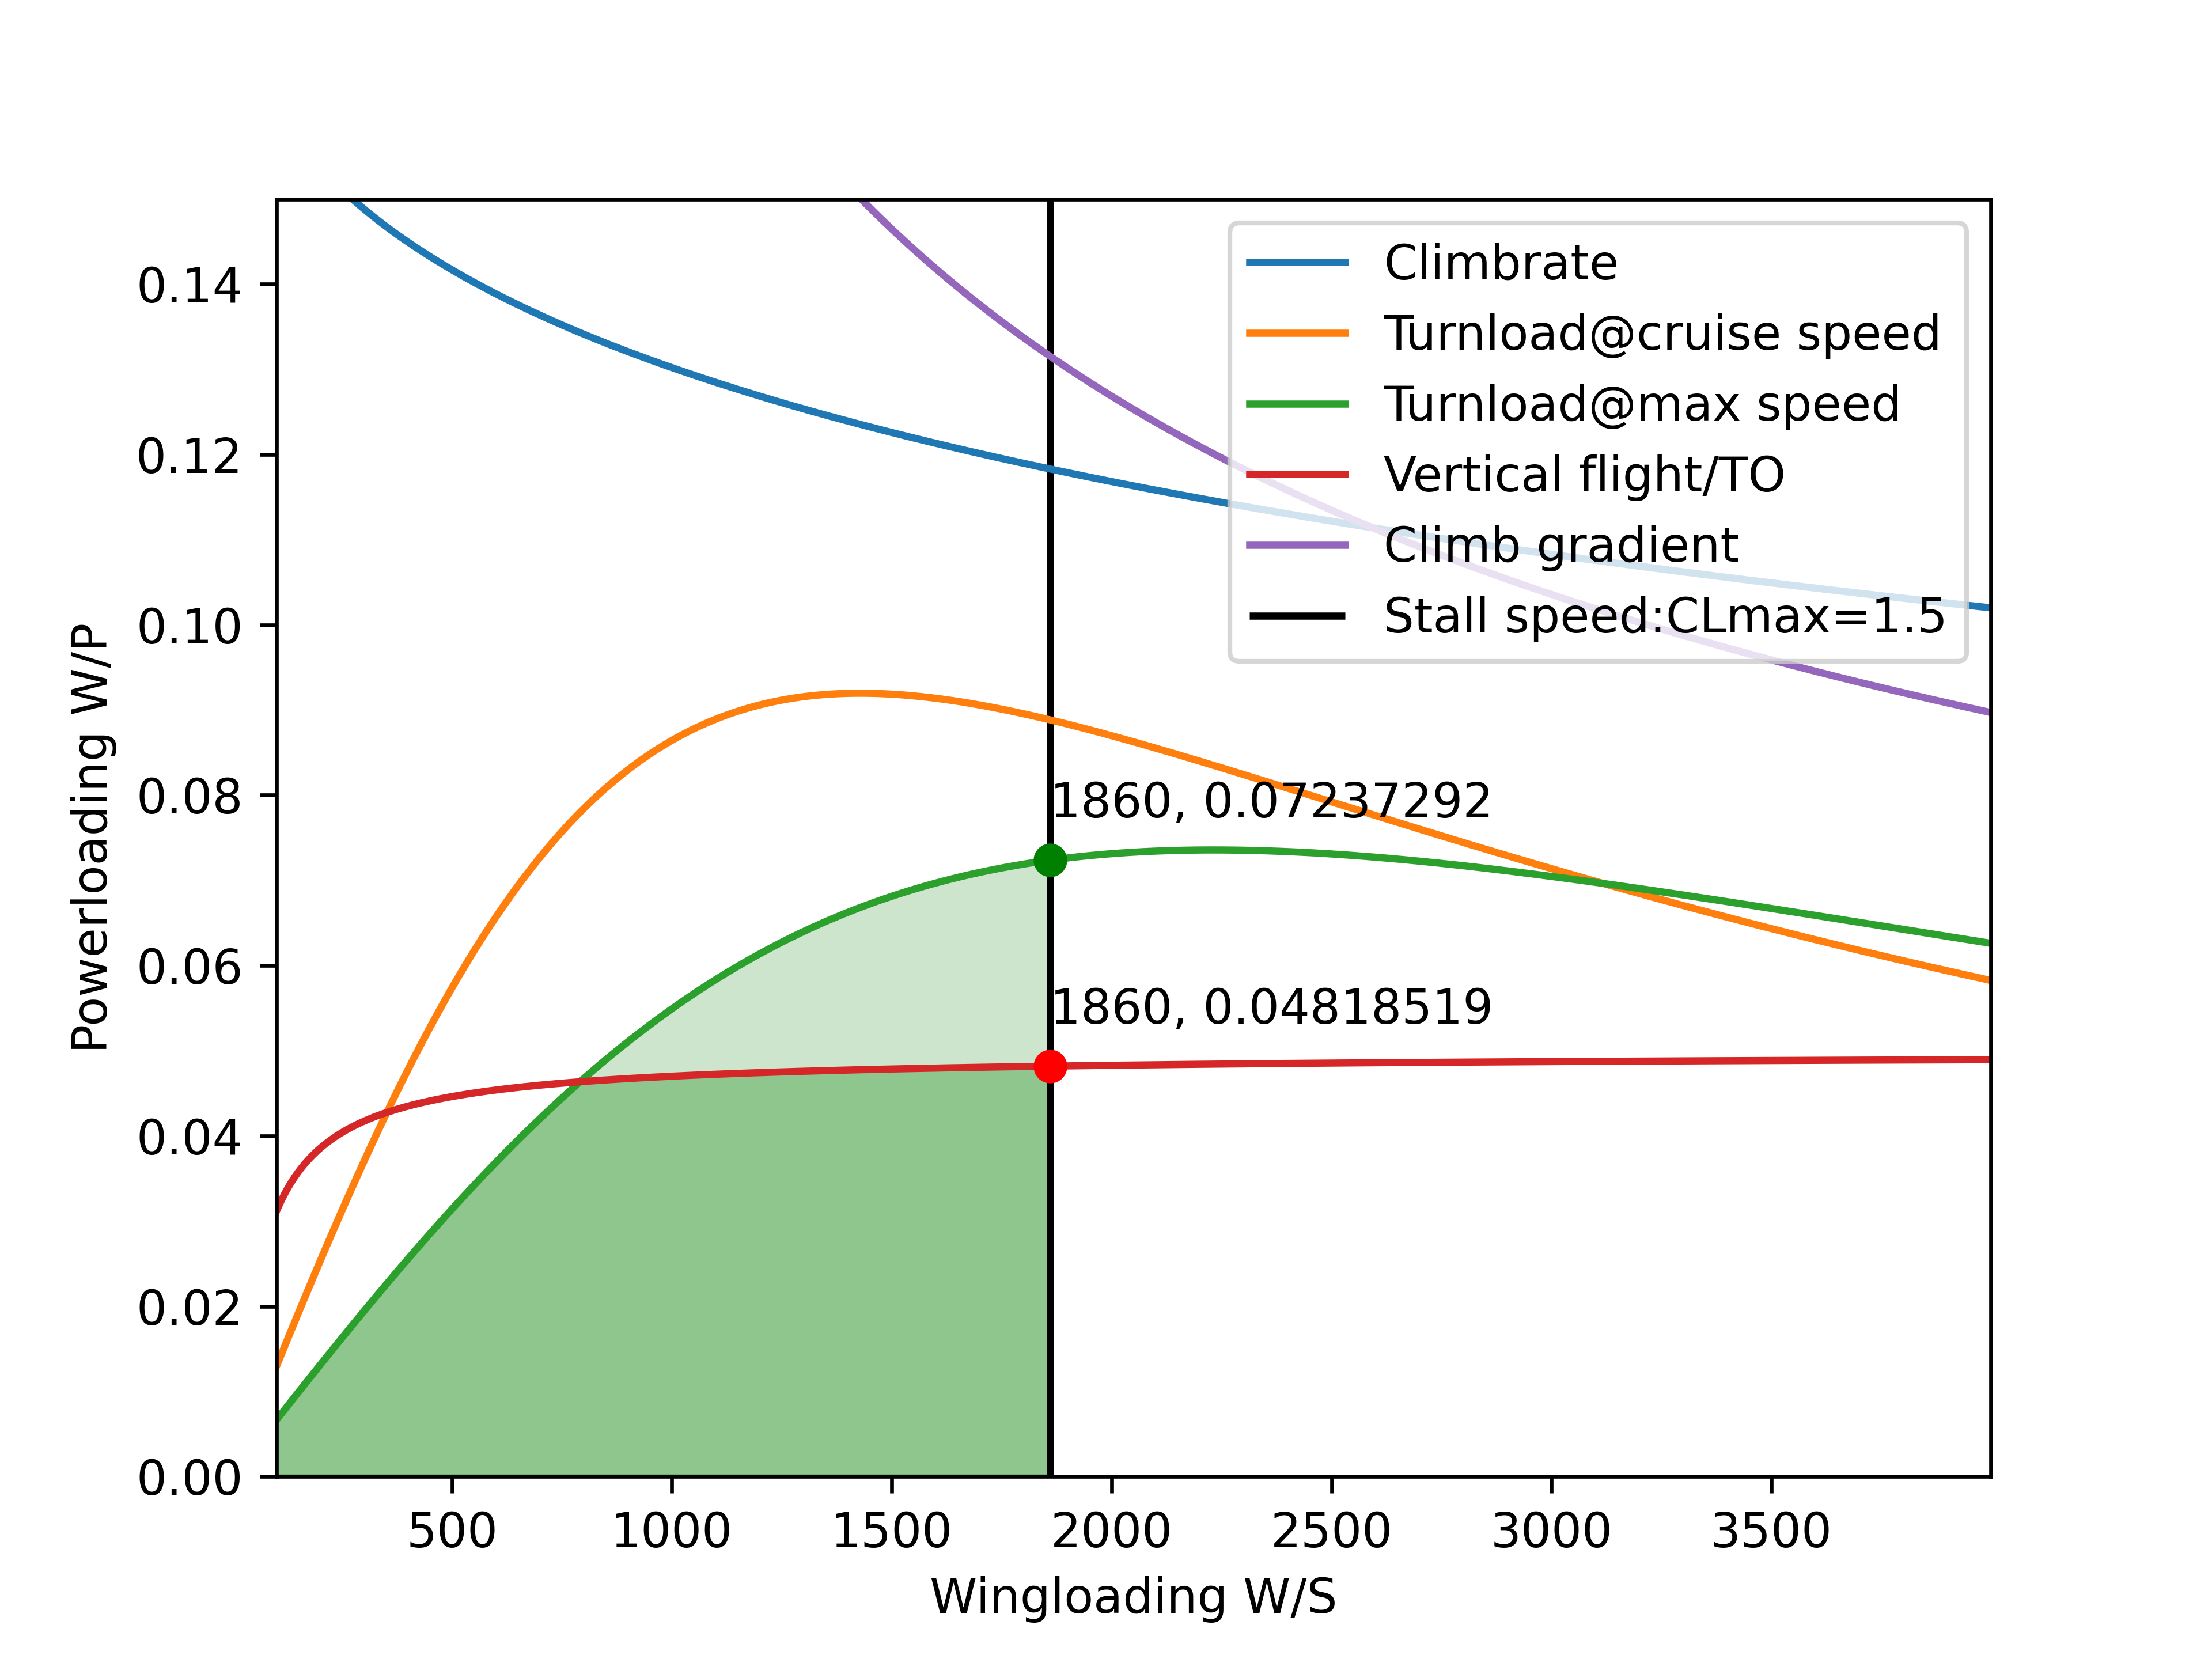 Climbrate
Turnload@cruise speed
Turnload@max speed
Vertical flight/TO
Climb gradient
Stall speed:CLmax=1.5
0.14
0.12
0.10
0.08
0.06
0.04
0.02
0.00
Powerloading W/P
1860, 0.07237292
1860, 0.04818519
500
1000
1500
2000
2500
3000
3500
Wingloading W/S